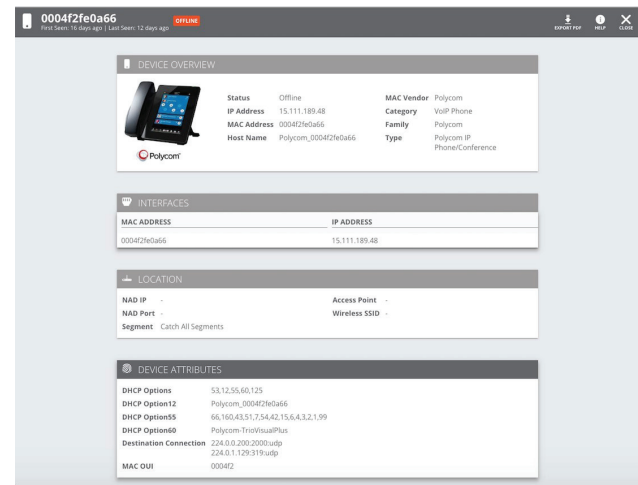 0004f2fe0a66 OFFLINE
First Seen: 16 days ago | Last Seen: 12 days ago
EXPORT PDF HELP CLOSE
DEVICE OVERVIEW
Status Offline
IP Address 15.111.189.48
MAC Address 0004f2fe0a66
Host Name Polycom_0004f2fe0a66
MAC Vendor Polycom
Category VoIP Phone
Family Polycom
Type Polycom IP
Phone/Conference
Polycom
INTERFACES
MAC ADDRESS IP ADDRESS
0004f2fe0a66 15.111.189.48
LOCATION
NAD IP -
NAD Port -
Segment Catch All Segments
Access Point -
Wireless SSID -
DEVICE ATTRIBUTES
DHCP Options 53,12,55,60,125
DHCP Option12 Polycom_0004f2fe0a66
DHCP Option55 66,160,43,51,7,54,42,15,6,4,3,2,1,99
DHCP Option60 Polycom-TrioVisualPlus
Destination Connection 224.0.0.200:2000:udp
224.0.1.129:319:udp
MAC OUI 0004f2